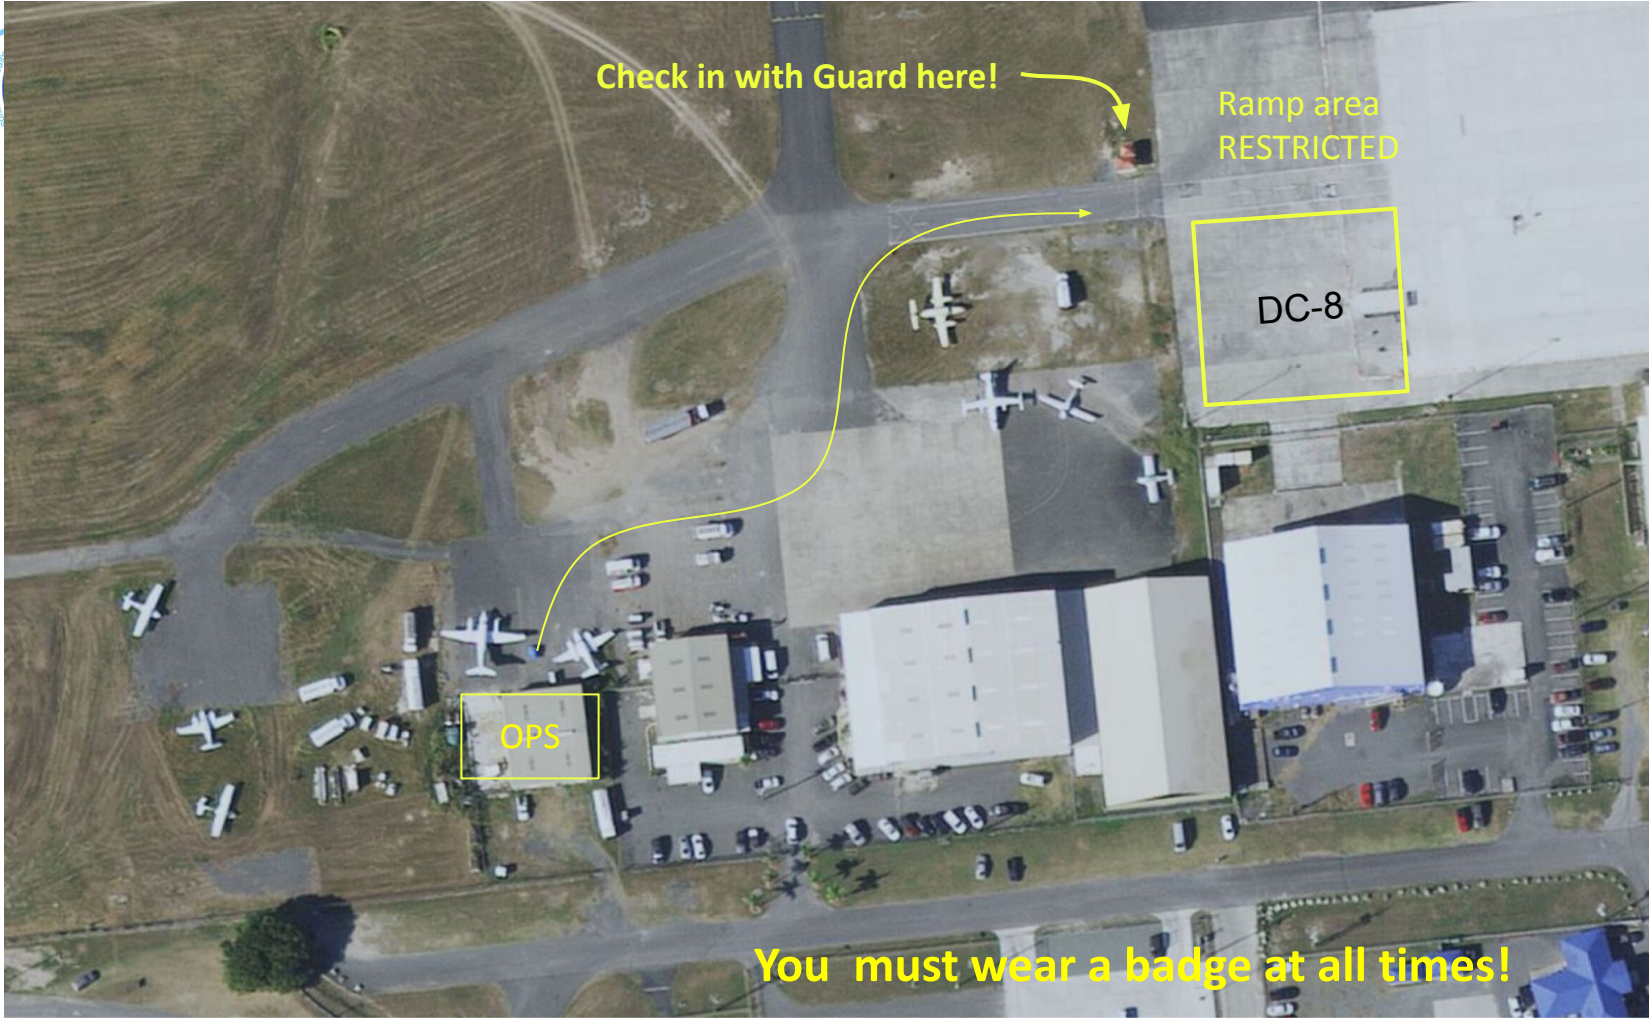 Check in with Guard here!
Ramp area
RESTRICTED
DC-8
OPS
You  must wear a badge at all times!